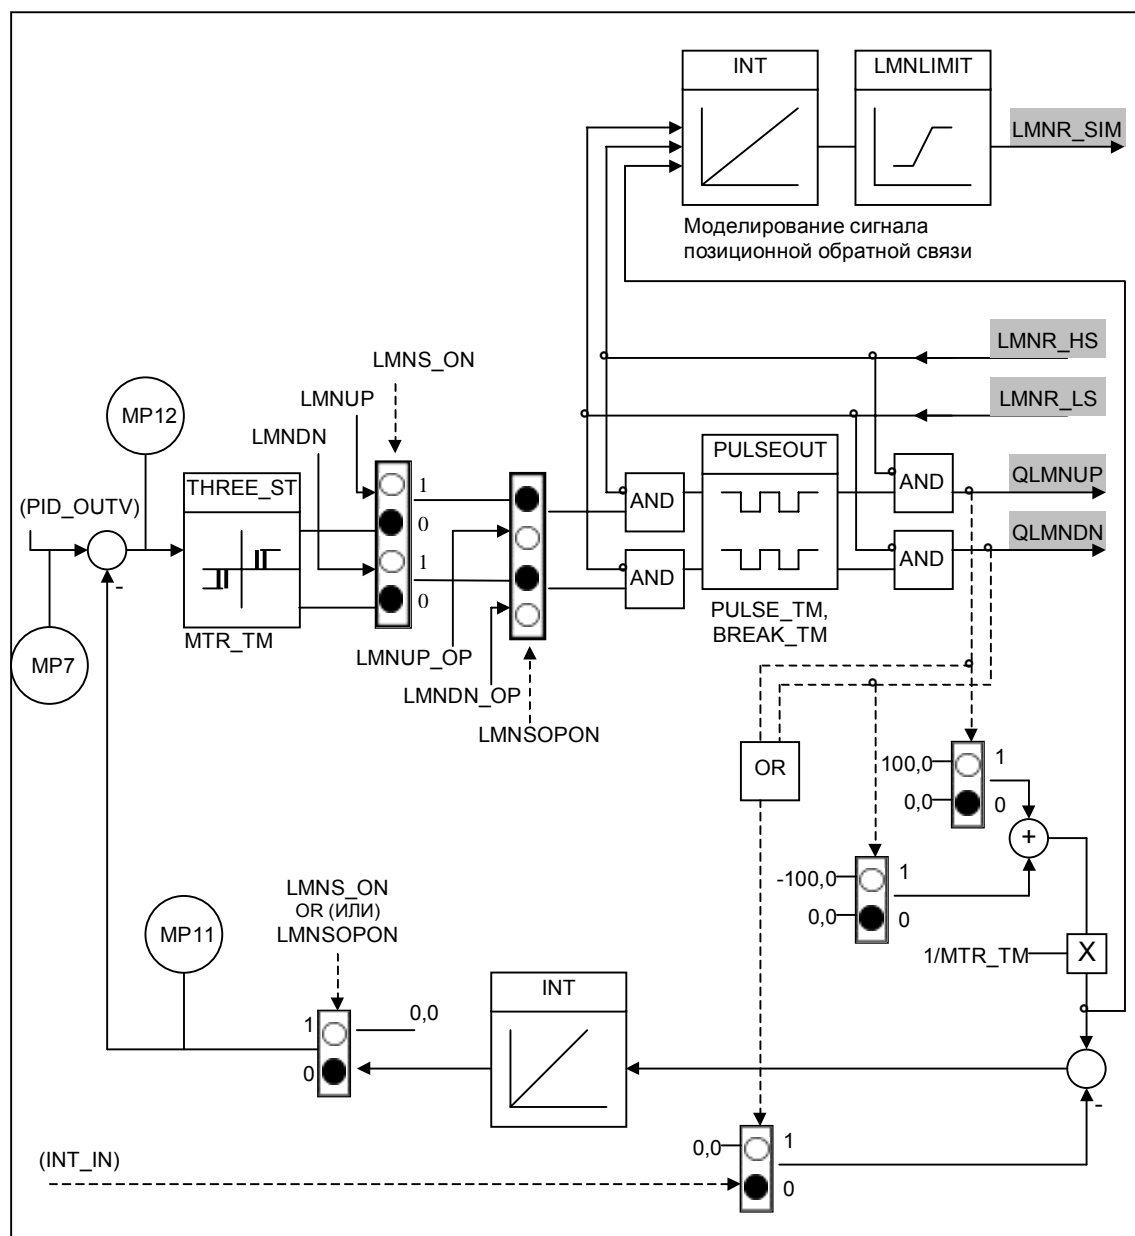 INT
LMNLIMIT
LMNR_SIM
Моделирование сигнала
позиционной обратной связи
LMNR_HS
LMNS_ON
LMNUP
LMNR_LS
MP12
LMNDN
PULSEOUT
THREE_ST
(PID_OUTV)
1
AND
AND
QLMNUP
0
1
QLMNDN
-
AND
AND
0
PULSE_TM,
BREAK_TM
MTR_TM
LMNUP_OP
MP7
LMNDN_OP
LMNSOPON
OR
100,0
1
0,0
0
+
-100,0
1
0,0
0
LMNS_ON
OR (ИЛИ)
LMNSOPON
MP11
1/MTR_TM
X
INT
1
0,0
0
-
0,0
1
(INT_IN)
0